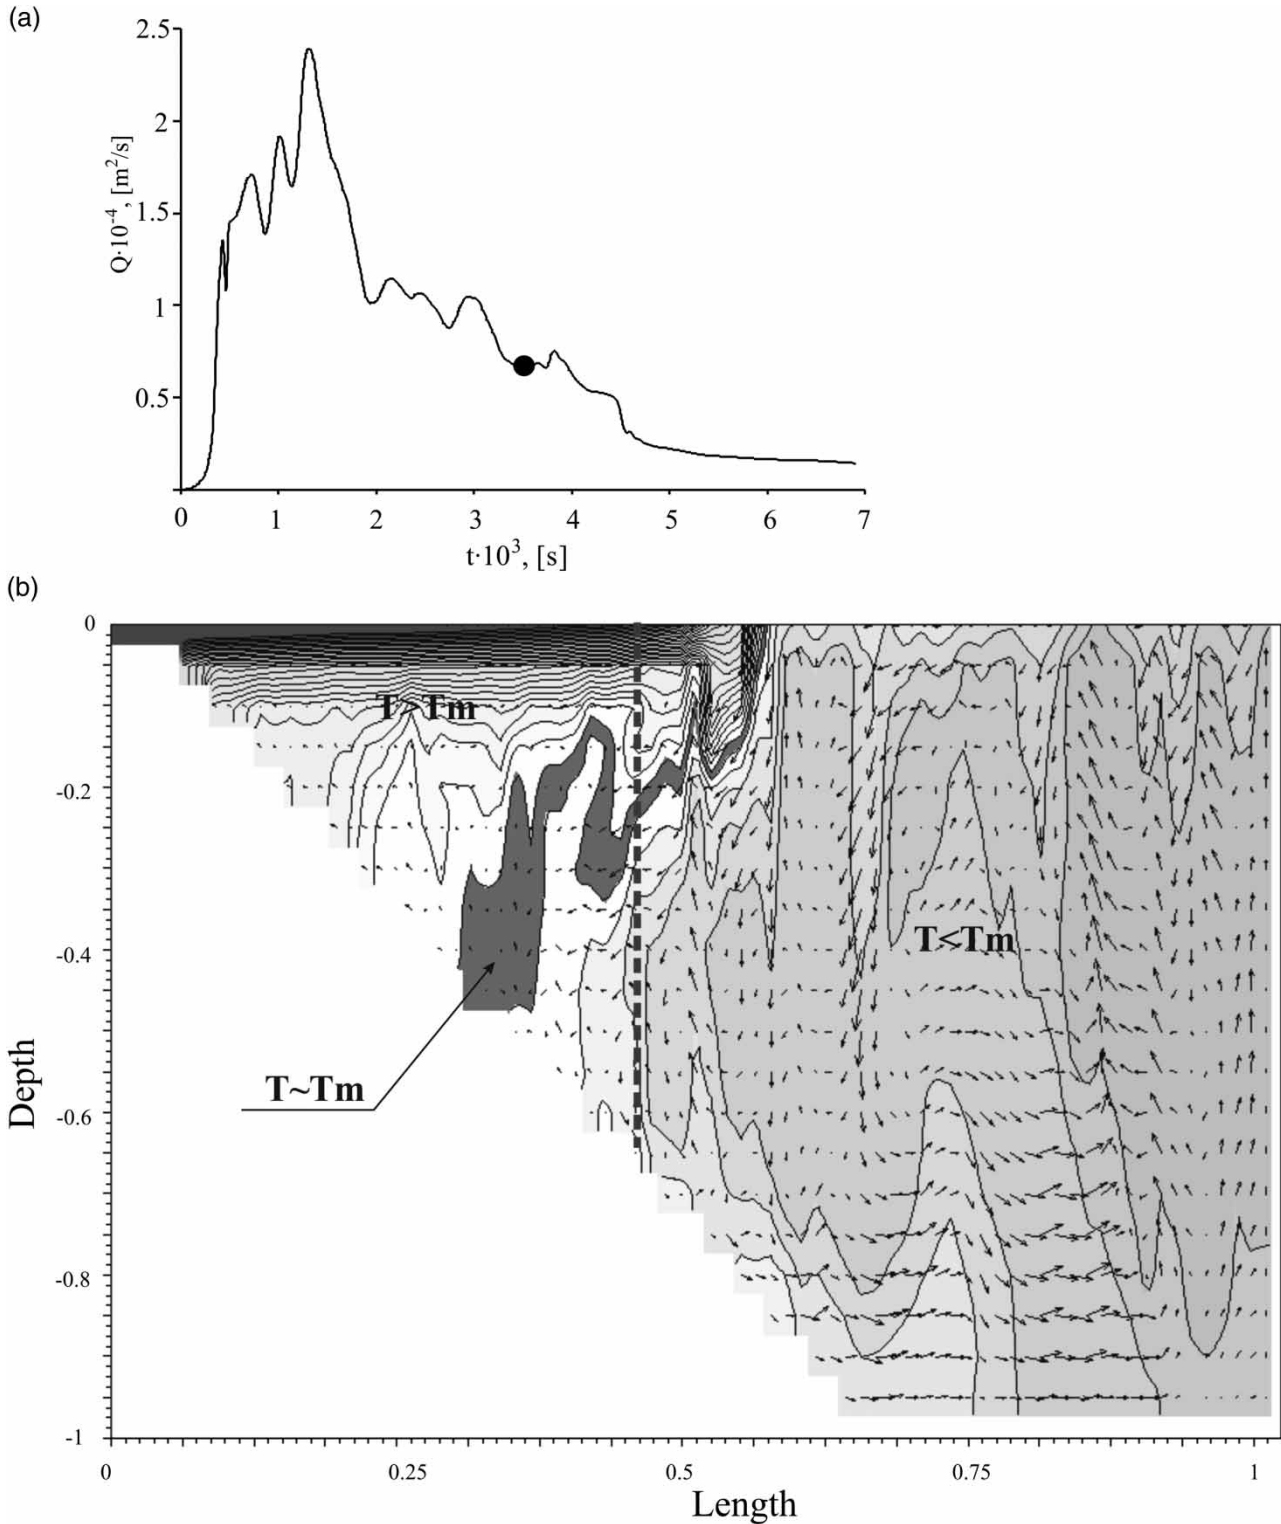 (a)
2.5
2
1.5
1
0.5
Q·10⁻⁴, [m²/s]
0 1 2 3 4 5 6 7
t·10³, [s]
(b)
0
-0.2
-0.4
-0.6
-0.8
-1
Depth
T>Tm
T<Tm
T~Tm
0 0.25 0.5 0.75 1
Length